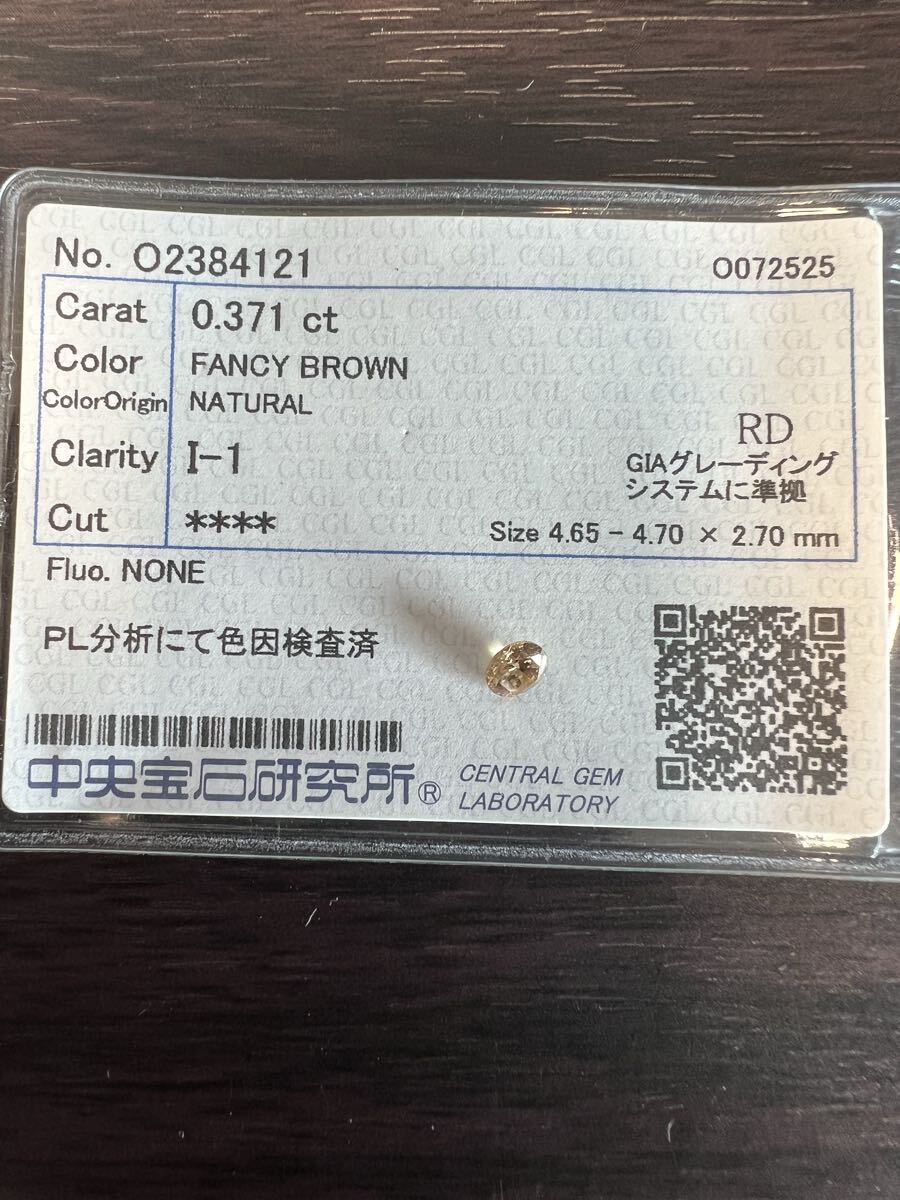 No. O2384121
O072525
Carat 0.371 ct
Color FANCY BROWN
ColorOrigin NATURAL
Clarity I-1
RD
GIAグレーディング
システムに準拠
Cut ****
Size 4.65 - 4.70 × 2.70 mm
Fluo. NONE
PL分析にて色因検査済
中央宝石研究所®
CENTRAL GEM
LABORATORY